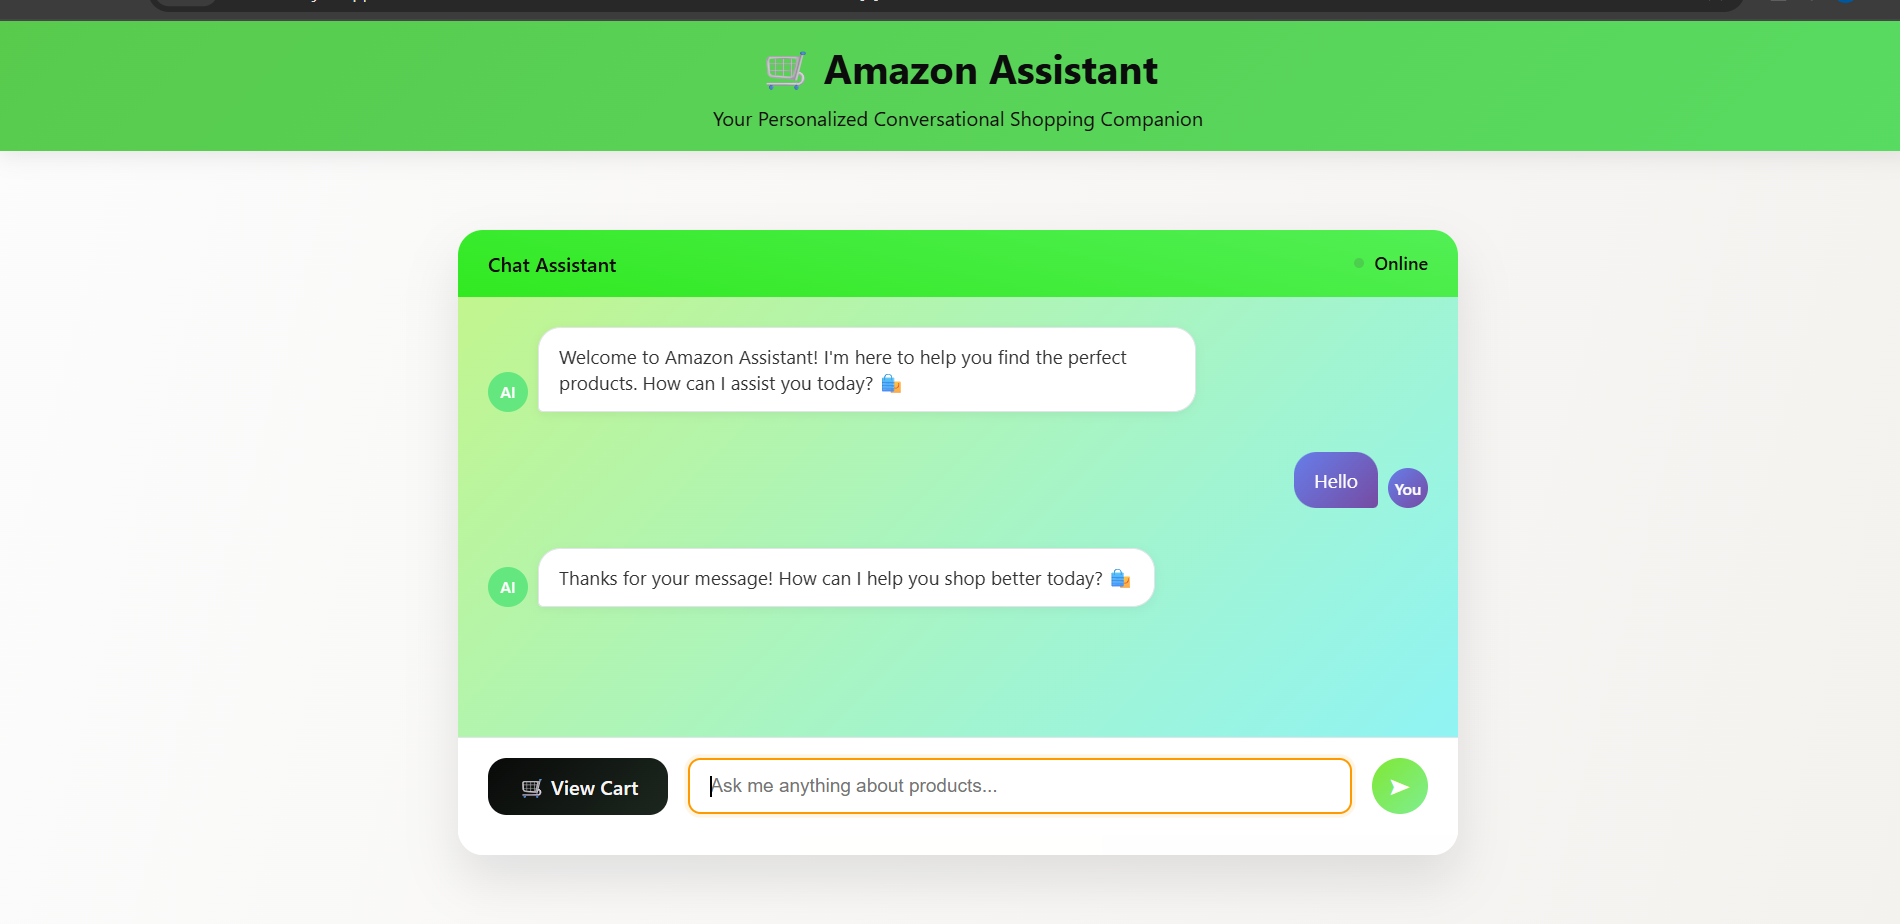 🛒 Amazon Assistant
Your Personalized Conversational Shopping Companion
Chat Assistant
Online
Welcome to Amazon Assistant! I'm here to help you find the perfect
products. How can I assist you today? 🛍️
AI
Hello
You
Thanks for your message! How can I help you shop better today? 🛍️
AI
🛒 View Cart
Ask me anything about products...